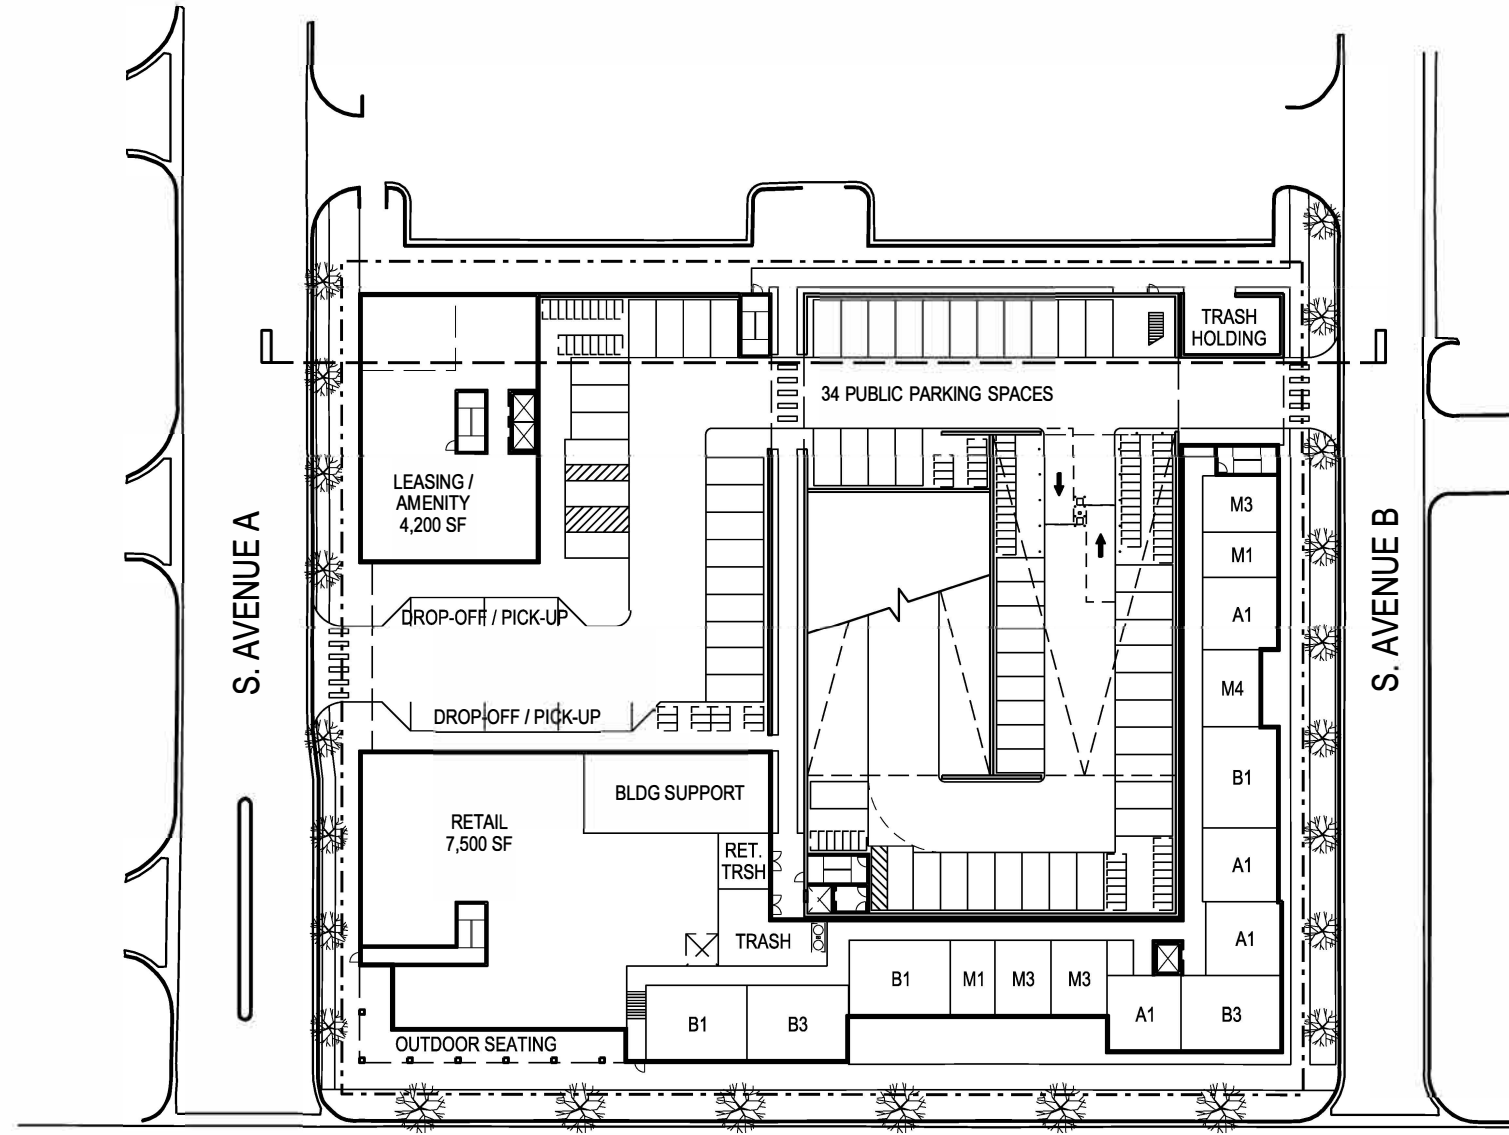 TRASH
HOLDING
34 PUBLIC PARKING SPACES
LEASING /
AMENITY
4,200 SF
M3
M1
A1
M4
B1
A1
A1
B3
S. AVENUE A
S. AVENUE B
DROP-OFF / PICK-UP
DROP-OFF / PICK-UP
BLDG SUPPORT
RETAIL
7,500 SF
RET.
TRSH
TRASH
B1
M1
M3
M3
A1
B1
B3
OUTDOOR SEATING